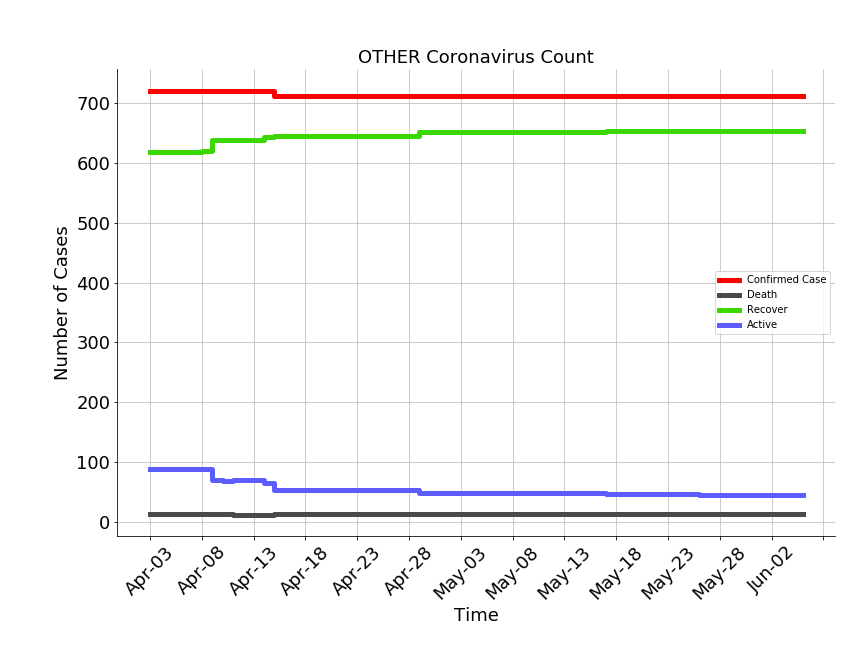 OTHER Coronavirus Count
Number of Cases
700
600
500
400
300
200
100
0
Confirmed Case
Death
Recover
Active
Apr-03
Apr-08
Apr-13
Apr-18
Apr-23
Apr-28
May-03
May-08
May-13
May-18
May-23
May-28
Jun-02
Time